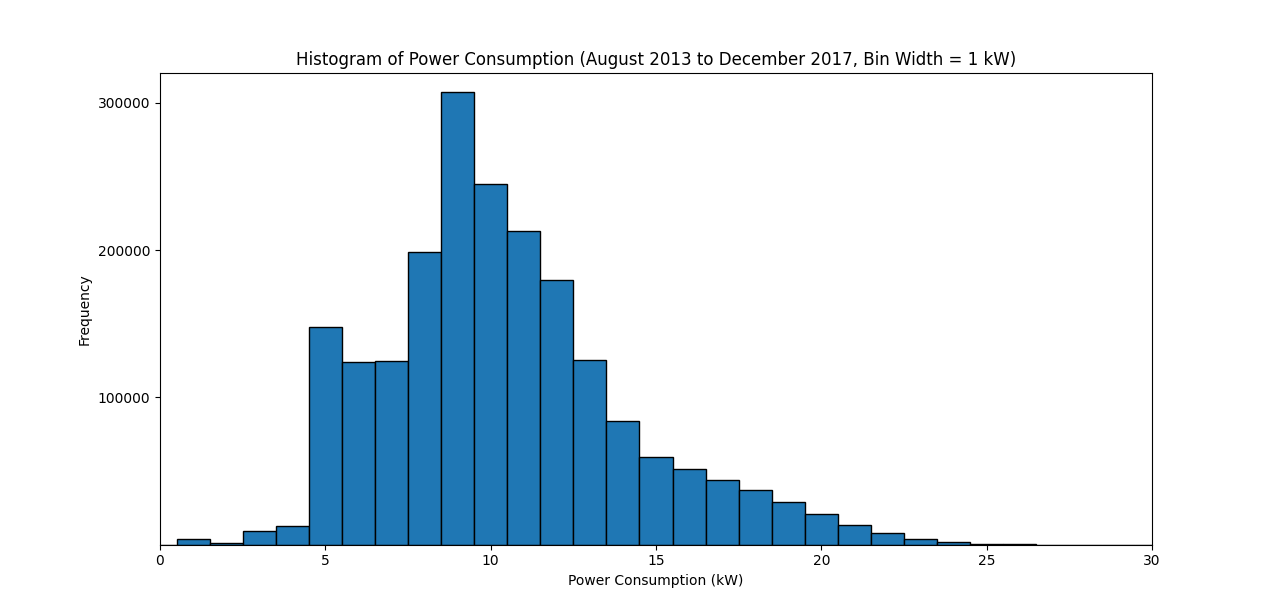 Histogram of Power Consumption (August 2013 to December 2017, Bin Width = 1 kW)
300000
200000
100000
Frequency
0 5 10 15 20 25 30
Power Consumption (kW)